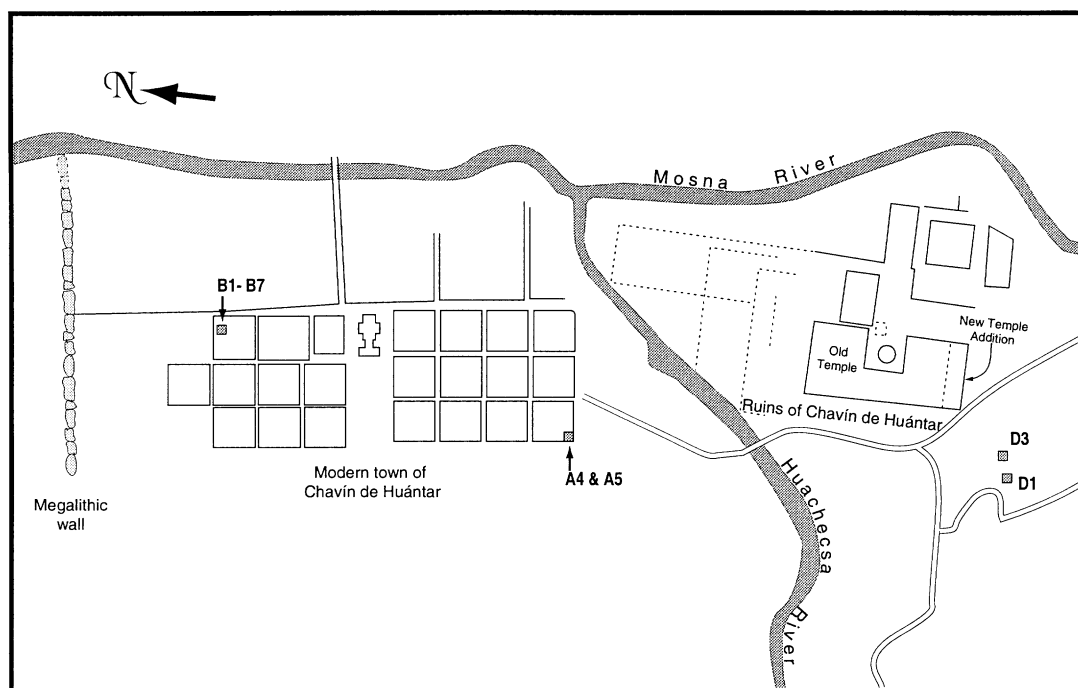 N
Mosna River
B1- B7
New Temple
Addition
Old
Temple
Ruins of Chavín de Huántar
D3
D1
Modern town of
Chavín de Huántar
A4 & A5
Megalithic
wall
Huachecsa River